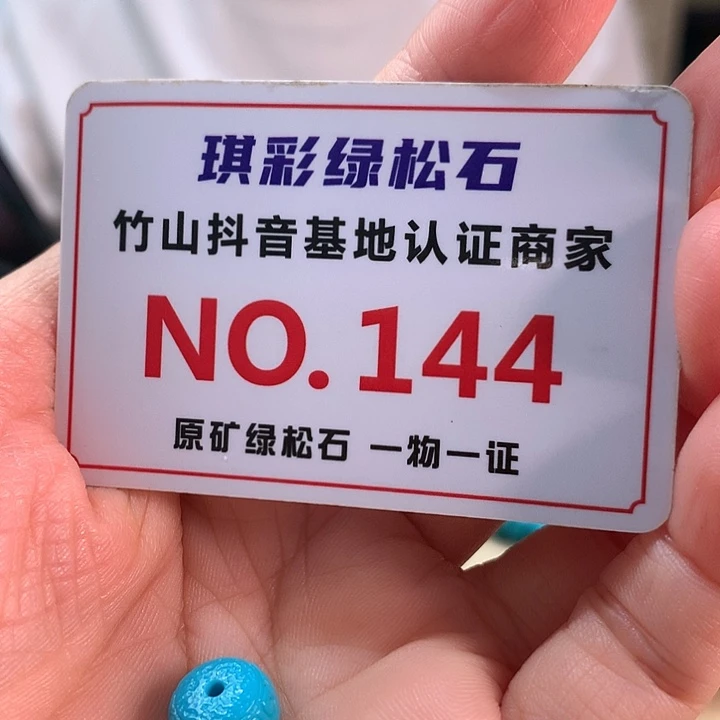 琪彩绿松石
竹山抖音基地认证商家
NO.144
原矿绿松石 一物一证